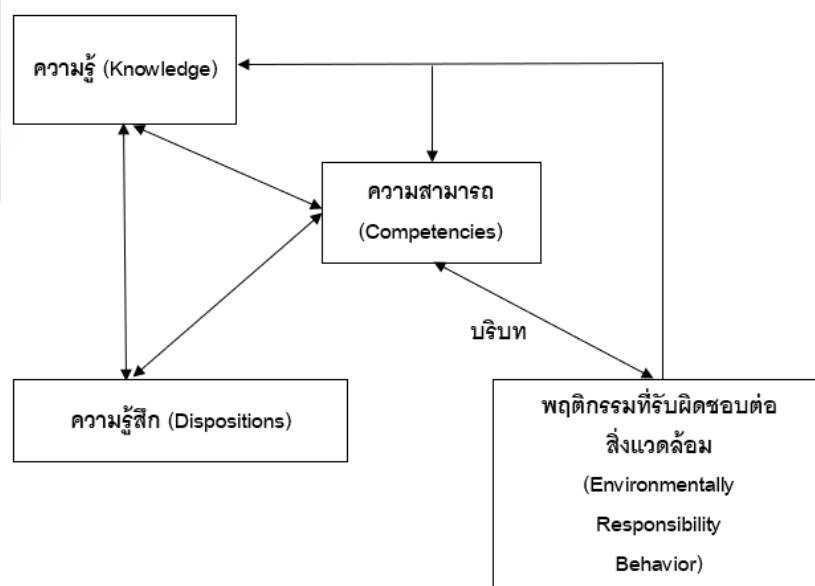 ความรู้ (Knowledge)
ความสามารถ
(Competencies)
บริบท
ความรู้สึก (Dispositions)
พฤติกรรมที่รับผิดชอบต่อ
สิ่งแวดล้อม
(Environmentally
Responsibility
Behavior)